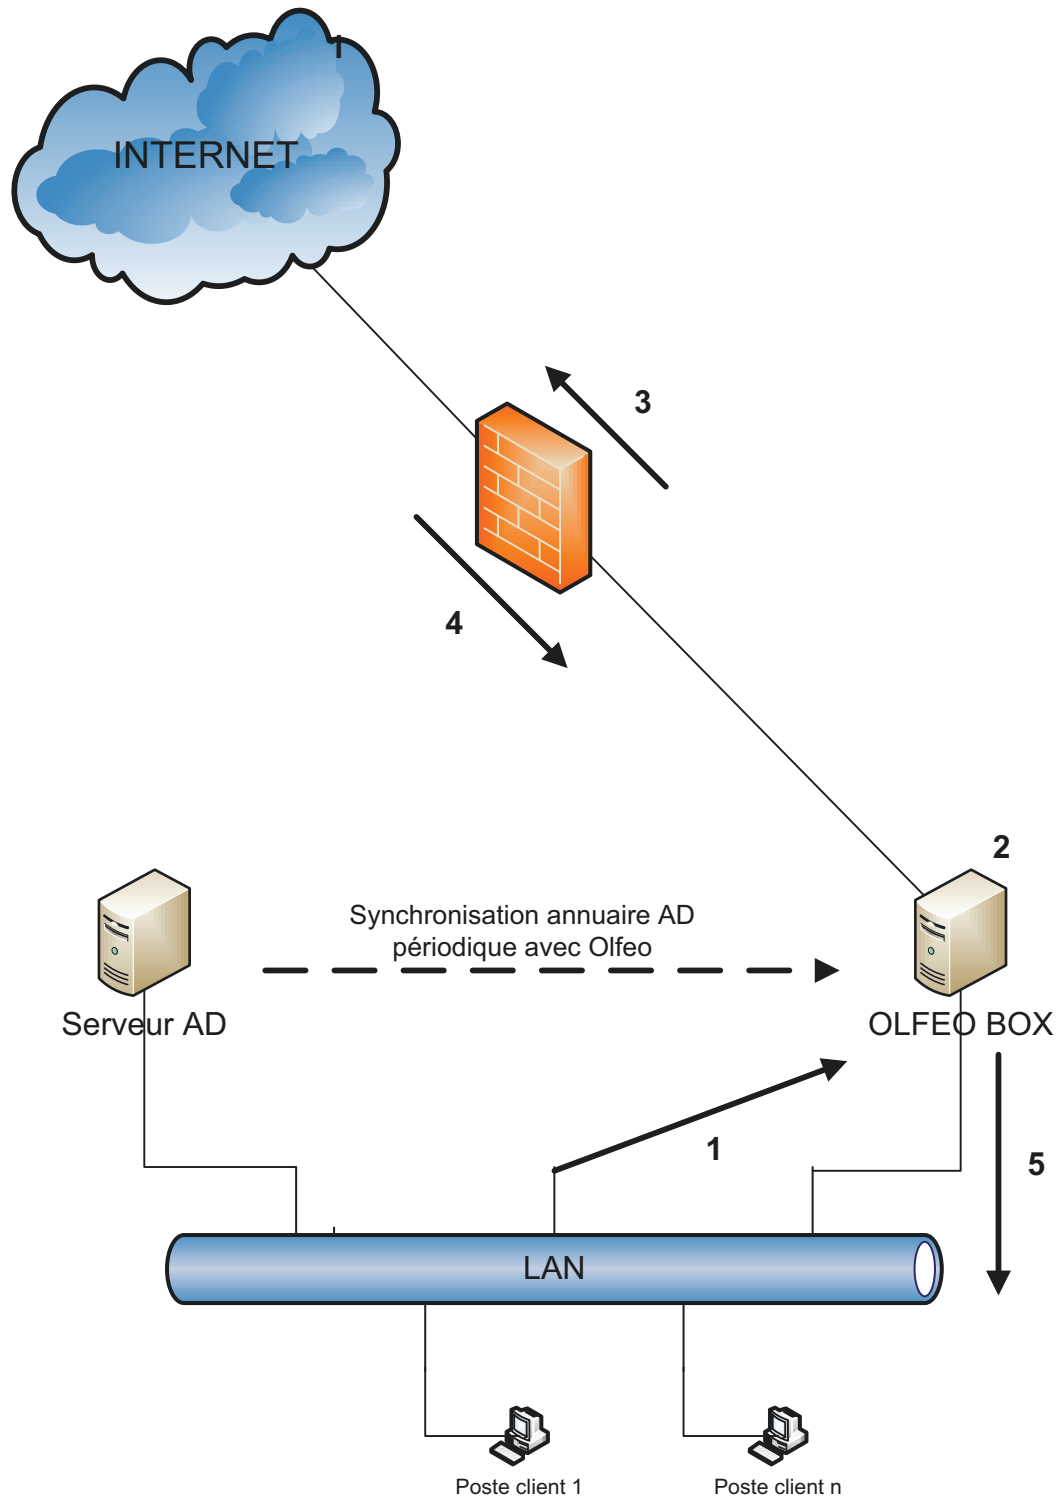 1
INTERNET
3
4
2
Synchronisation annuaire AD
périodique avec Olfeo
Serveur AD
OLFEO BOX
1
5
LAN
Poste client 1
Poste client n